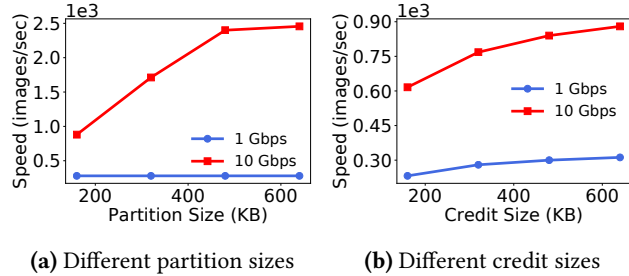 1e3
2.5
2.0
1.5
1.0
0.5
Speed (images/sec)
1 Gbps
10 Gbps
200 400 600
Partition Size (KB)
(a) Different partition sizes
1e3
0.90
0.75
0.60
0.45
0.30
Speed (images/sec)
1 Gbps
10 Gbps
200 400 600
Credit Size (KB)
(b) Different credit sizes